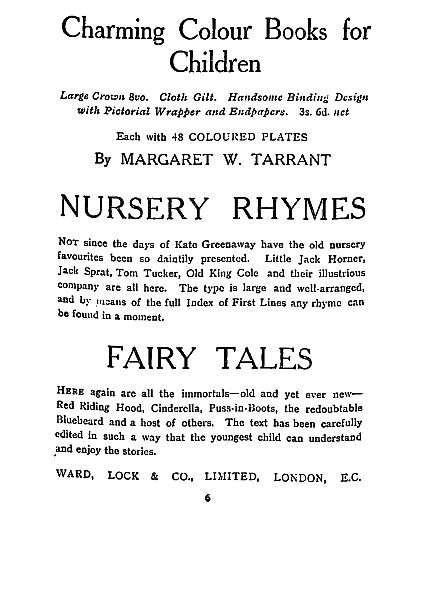 Charming Colour Books for
Children
Large Crown 8vo. Cloth Gilt. Handsome Binding Design
with Pictorial Wrapper and Endpapers. 3s. 6d. net
Each with 48 COLOURED PLATES
By MARGARET W. TARRANT
NURSERY RHYMES
NOT since the days of Kate Greenaway have the old nursery
favourites been so daintily presented. Little Jack Horner,
Jack Sprat, Tom Tucker, Old King Cole and their illustrious
company are all here. The type is large and well-arranged,
and by means of the full Index of First Lines any rhyme can
be found in a moment.
FAIRY TALES
HERE again are all the immortals—old and yet ever new—
Red Riding Hood, Cinderella, Puss-in-Boots, the redoubtable
Bluebeard and a host of others. The text has been carefully
edited in such a way that the youngest child can understand
and enjoy the stories.
WARD, LOCK & CO., LIMITED, LONDON, E.C.
6